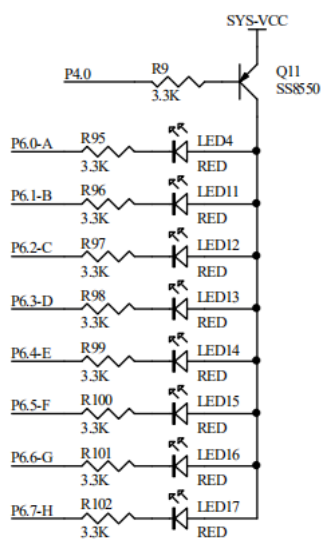 SYS-VCC
P4.0
R9
3.3K
Q11
SS8550
P6.0-A
R95
3.3K
LED4
RED
P6.1-B
R96
3.3K
LED11
RED
P6.2-C
R97
3.3K
LED12
RED
P6.3-D
R98
3.3K
LED13
RED
P6.4-E
R99
3.3K
LED14
RED
P6.5-F
R100
3.3K
LED15
RED
P6.6-G
R101
3.3K
LED16
RED
P6.7-H
R102
3.3K
LED17
RED